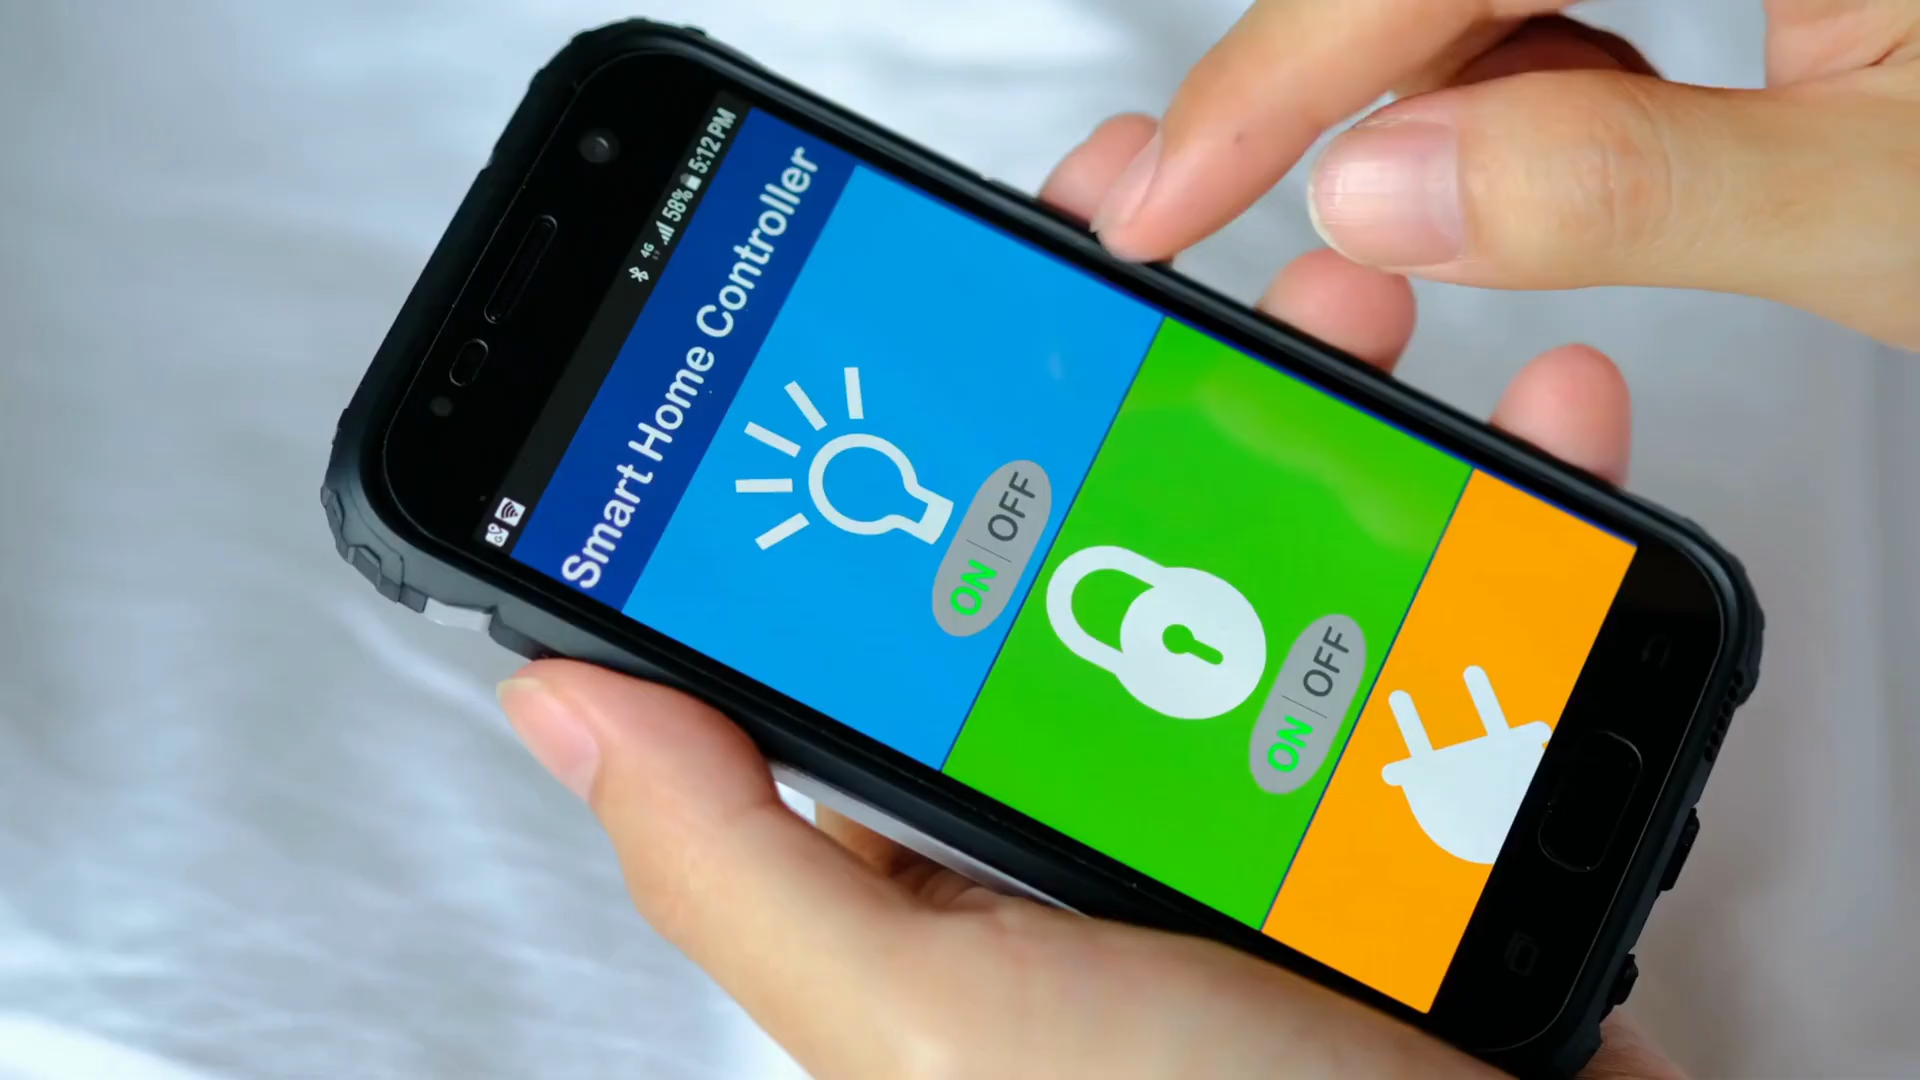 4G 58% 5:12 PM
Smart Home Controller
ON | OFF
ON | OFF